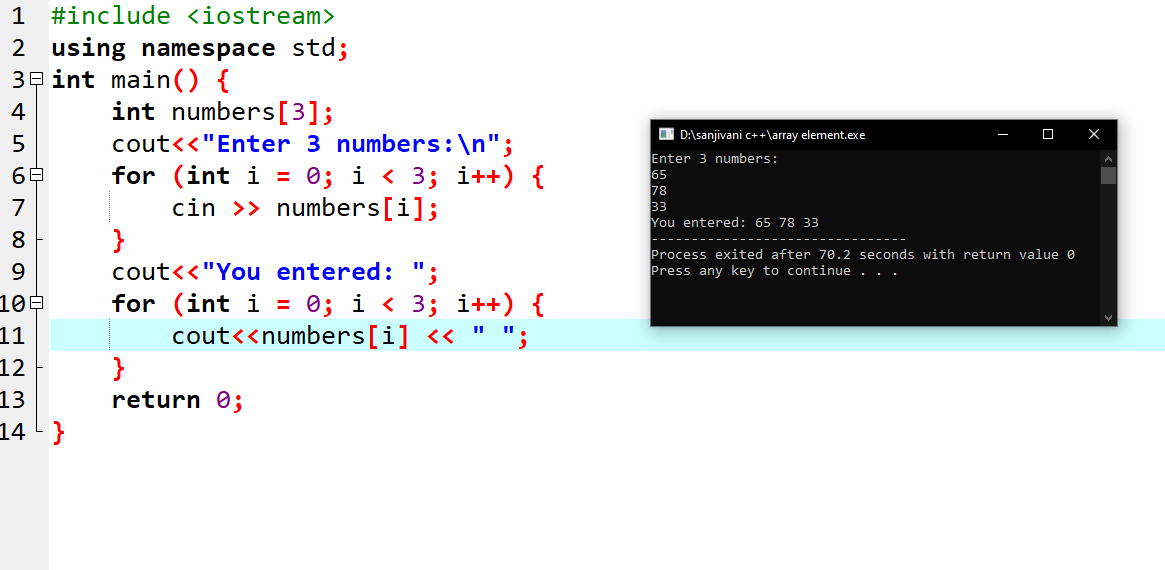 1 #include <iostream>
2 using namespace std;
3 int main() {
4     int numbers[3];
5     cout<<"Enter 3 numbers:\n";
6     for (int i = 0; i < 3; i++) {
7         cin >> numbers[i];
8     }
9     cout<<"You entered: ";
10     for (int i = 0; i < 3; i++) {
11         cout<<numbers[i] << " ";
12     }
13     return 0;
14 }
D:\sanjivani c++\array element.exe
Enter 3 numbers:
65
78
33
You entered: 65 78 33
--------------------------------
Process exited after 70.2 seconds with return value 0
Press any key to continue . . .